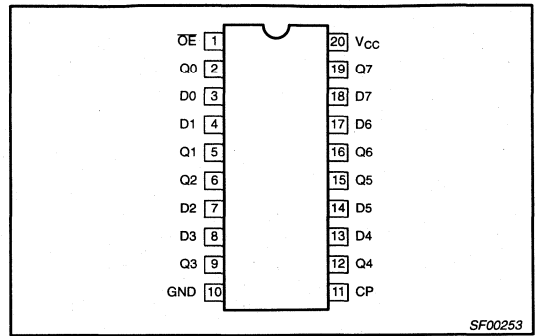 OE 1 20 VCC
Q0 2 19 Q7
D0 3 18 D7
D1 4 17 D6
Q1 5 16 Q6
Q2 6 15 Q5
D2 7 14 D5
D3 8 13 D4
Q3 9 12 Q4
GND 10 11 CP
SF00253